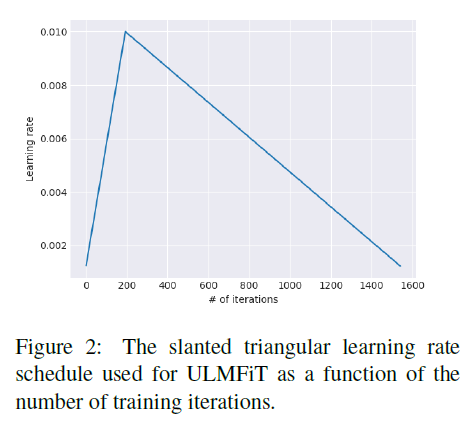 0.010
0.008
0.006
0.004
0.002
Learning rate
0 200 400 600 800 1000 1200 1400 1600
# of iterations
Figure 2: The slanted triangular learning rate
schedule used for ULMFiT as a function of the
number of training iterations.